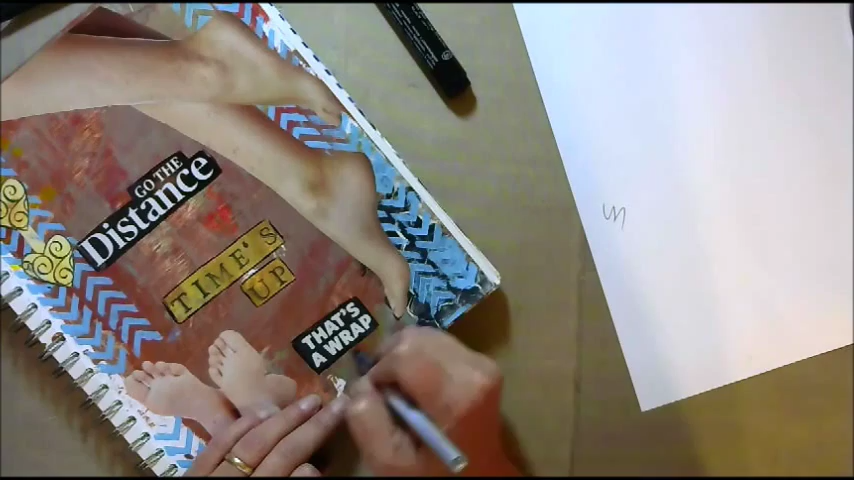 GO THE
Distance
TIME'S
UP
THAT'S
A WRAP